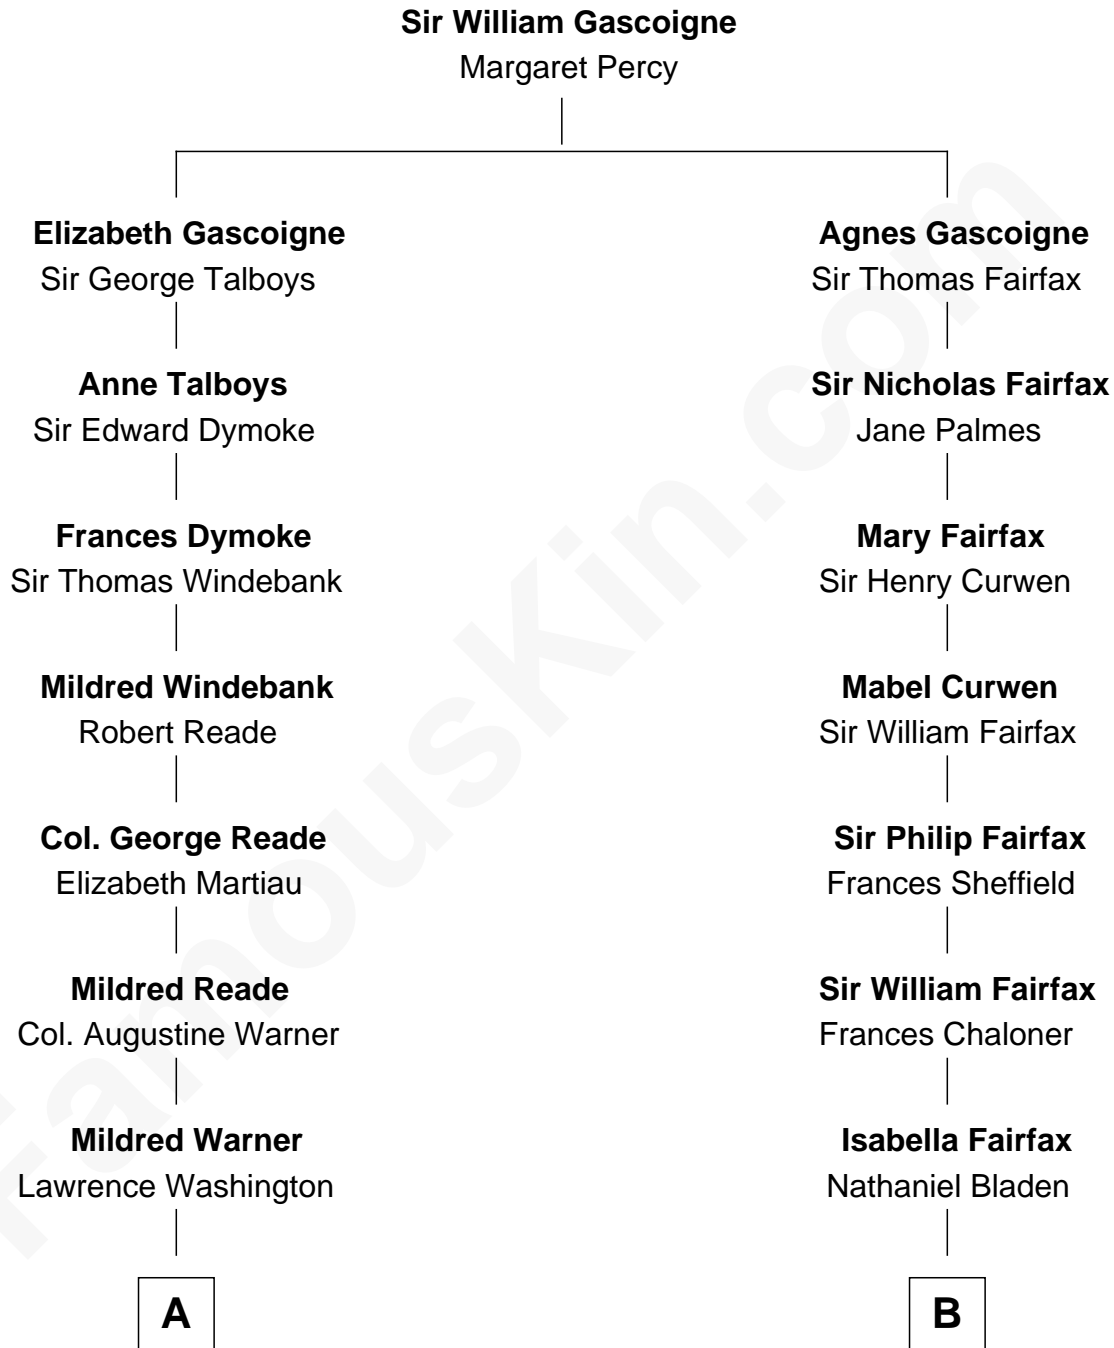 Sir William Gascoigne
Margaret Percy
Elizabeth Gascoigne
Sir George Talboys
Anne Talboys
Sir Edward Dymoke
Frances Dymoke
Sir Thomas Windebank
Mildred Windebank
Robert Reade
Col. George Reade
Elizabeth Martiau
Mildred Reade
Col. Augustine Warner
Mildred Warner
Lawrence Washington
A
Agnes Gascoigne
Sir Thomas Fairfax
Sir Nicholas Fairfax
Jane Palmes
Mary Fairfax
Sir Henry Curwen
Mabel Curwen
Sir William Fairfax
Sir Philip Fairfax
Frances Sheffield
Sir William Fairfax
Frances Chaloner
Isabella Fairfax
Nathaniel Bladen
B
FamousKin.com